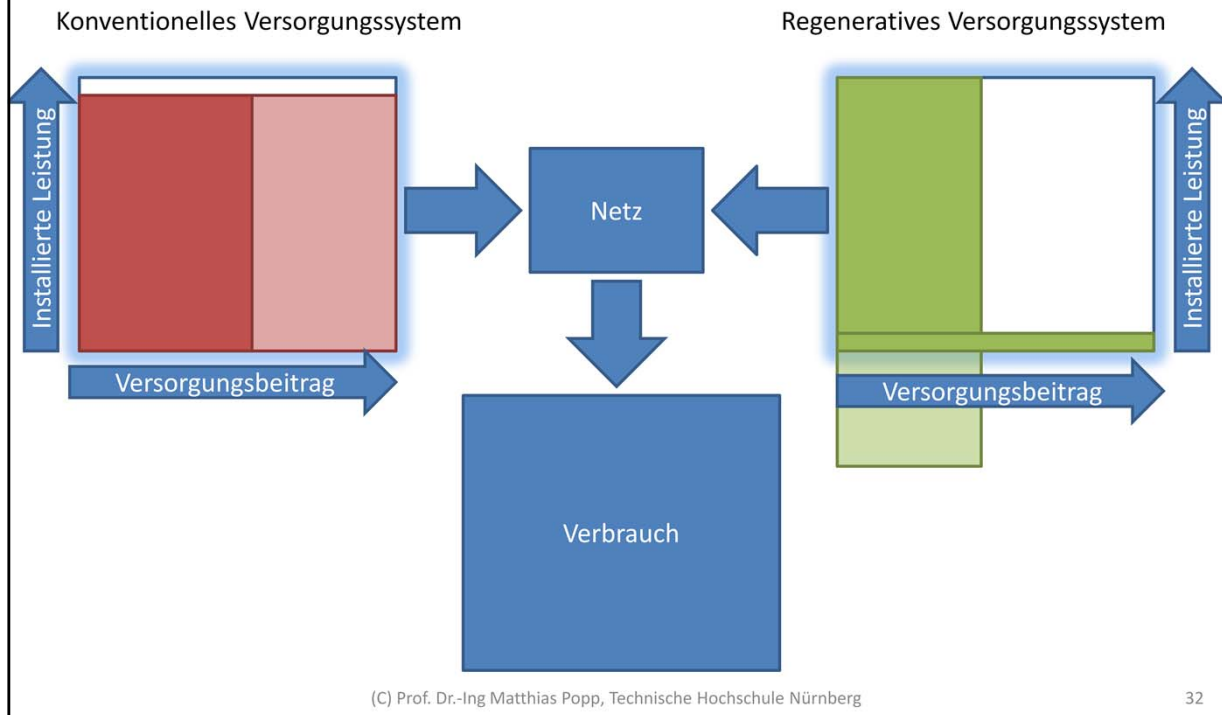 Konventionelles Versorgungssystem
Regeneratives Versorgungssystem
Installierte Leistung
Versorgungsbeitrag
Netz
Verbrauch
Installierte Leistung
Versorgungsbeitrag
(C) Prof. Dr.-Ing Matthias Popp, Technische Hochschule Nürnberg
32